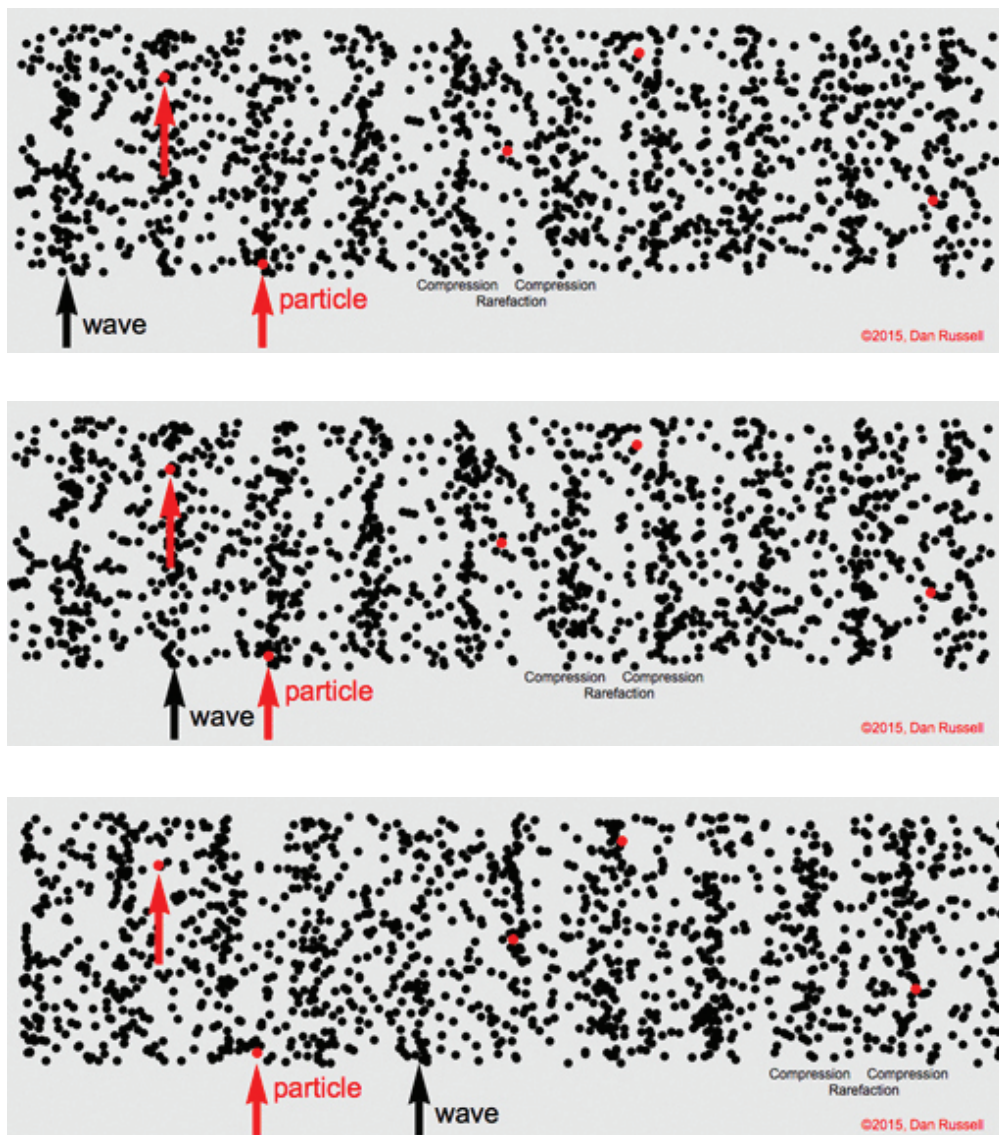 Compression Compression
Rarefaction
particle
wave
©2015, Dan Russell
Compression Compression
Rarefaction
particle
wave
©2015, Dan Russell
Compression Compression
Rarefaction
particle
wave
©2015, Dan Russell